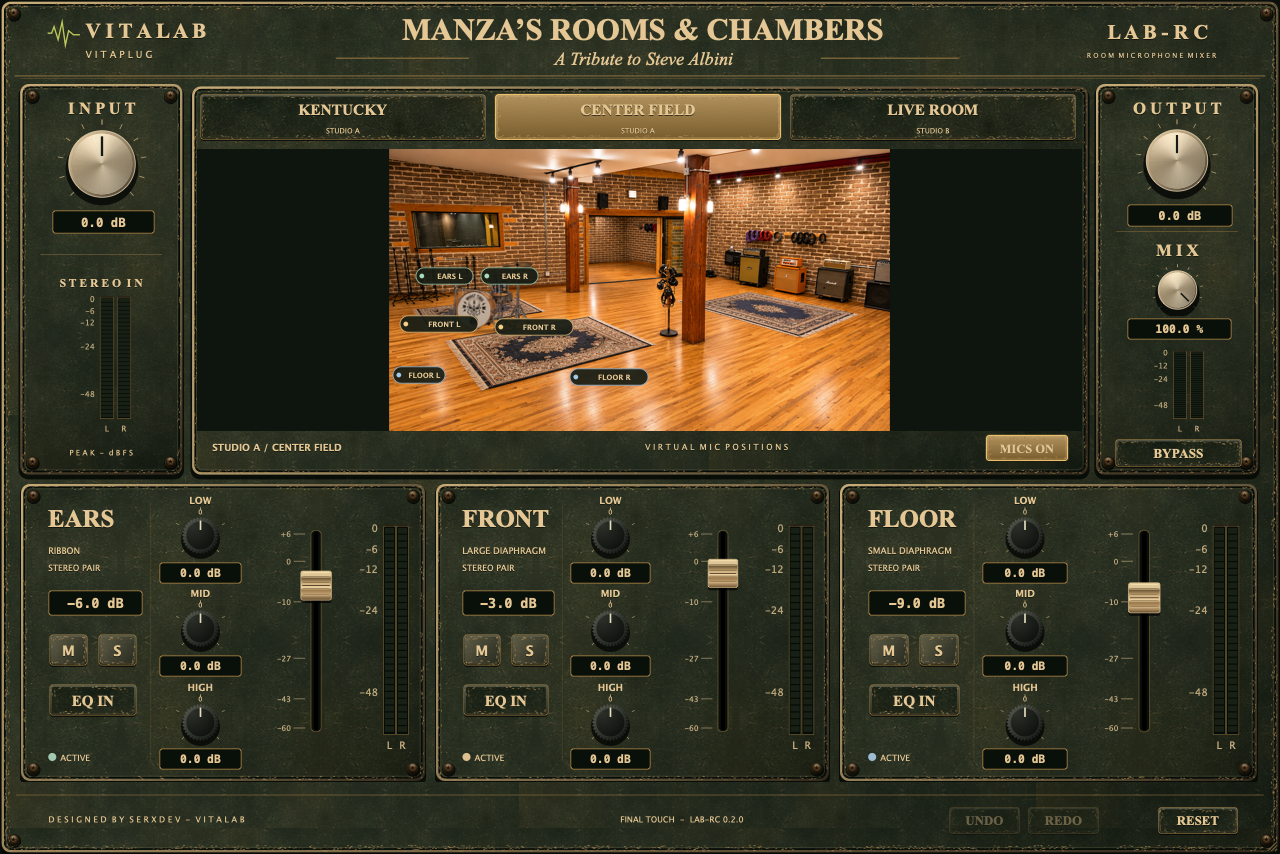 VITALAB
VITAPLUG
MANZA’S ROOMS & CHAMBERS
A Tribute to Steve Albini
LAB-RC
ROOM MICROPHONE MIXER
INPUT
0.0 dB
STEREO IN
0
−6
−12
−24
−48
L R
PEAK – dBFS
KENTUCKY
STUDIO A
CENTER FIELD
STUDIO A
LIVE ROOM
STUDIO B
EARS L
EARS R
FRONT L
FRONT R
FLOOR L
FLOOR R
STUDIO A / CENTER FIELD
VIRTUAL MIC POSITIONS
MICS ON
OUTPUT
0.0 dB
MIX
100.0 %
0
−12
−24
−48
L R
BYPASS
EARS
RIBBON
STEREO PAIR
−6.0 dB
M S
EQ IN
ACTIVE
LOW
0.0 dB
MID
0.0 dB
HIGH
0.0 dB
+6
0
−10
−27
−43
−60
0
−6
−12
−24
−48
L R
FRONT
LARGE DIAPHRAGM
STEREO PAIR
−3.0 dB
M S
EQ IN
ACTIVE
LOW
0.0 dB
MID
0.0 dB
HIGH
0.0 dB
+6
0
−10
−27
−43
−60
0
−6
−12
−24
−48
L R
FLOOR
SMALL DIAPHRAGM
STEREO PAIR
−9.0 dB
M S
EQ IN
ACTIVE
LOW
0.0 dB
MID
0.0 dB
HIGH
0.0 dB
+6
0
−10
−27
−43
−60
0
−6
−12
−24
−48
L R
DESIGNED BY SERXDEV – VITALAB
FINAL TOUCH – LAB-RC 0.2.0
UNDO
REDO
RESET